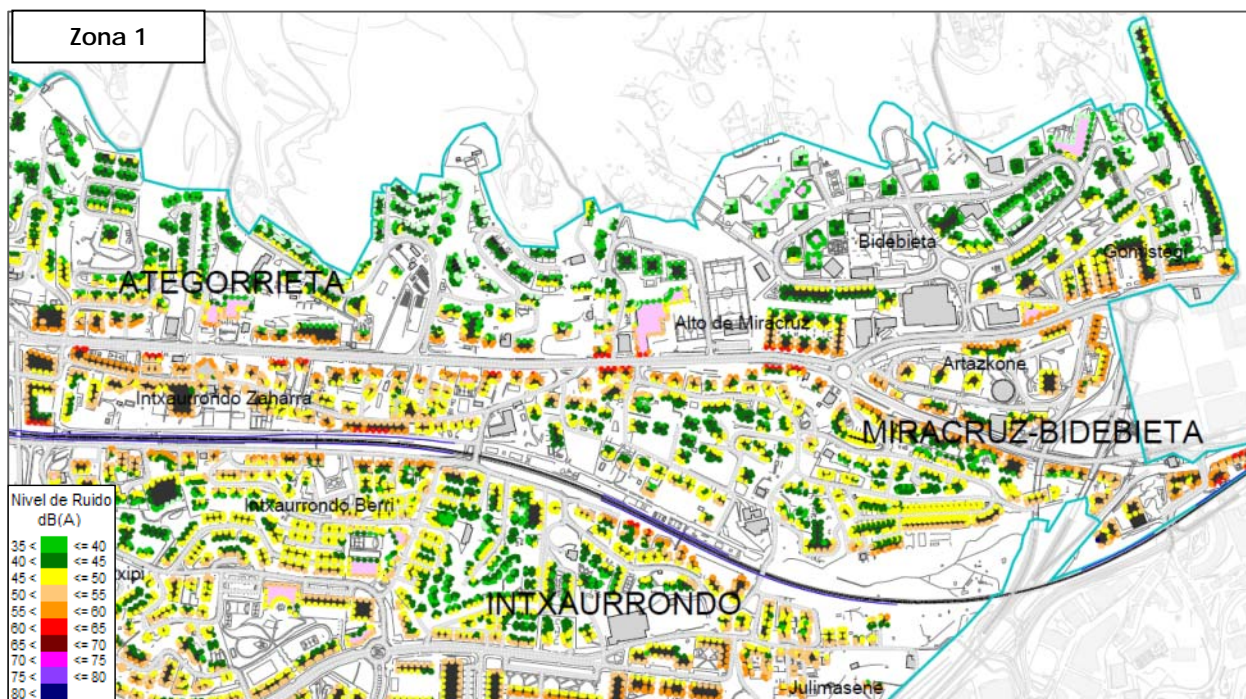 Zona 1
ATEGORRIETA
Bidebieta
Gomistegi
Alto de Miracruz
Artazkone
Intxaurrondo Zaharra
MIRACRUZ-BIDEBIETA
Intxaurrondo Berri
INTXAURRONDO
Julimasene
xipi
Nivel de Ruido
dB(A)
35 < <= 40
40 < <= 45
45 < <= 50
50 < <= 55
55 < <= 60
60 < <= 65
65 < <= 70
70 < <= 75
75 < <= 80
80 <